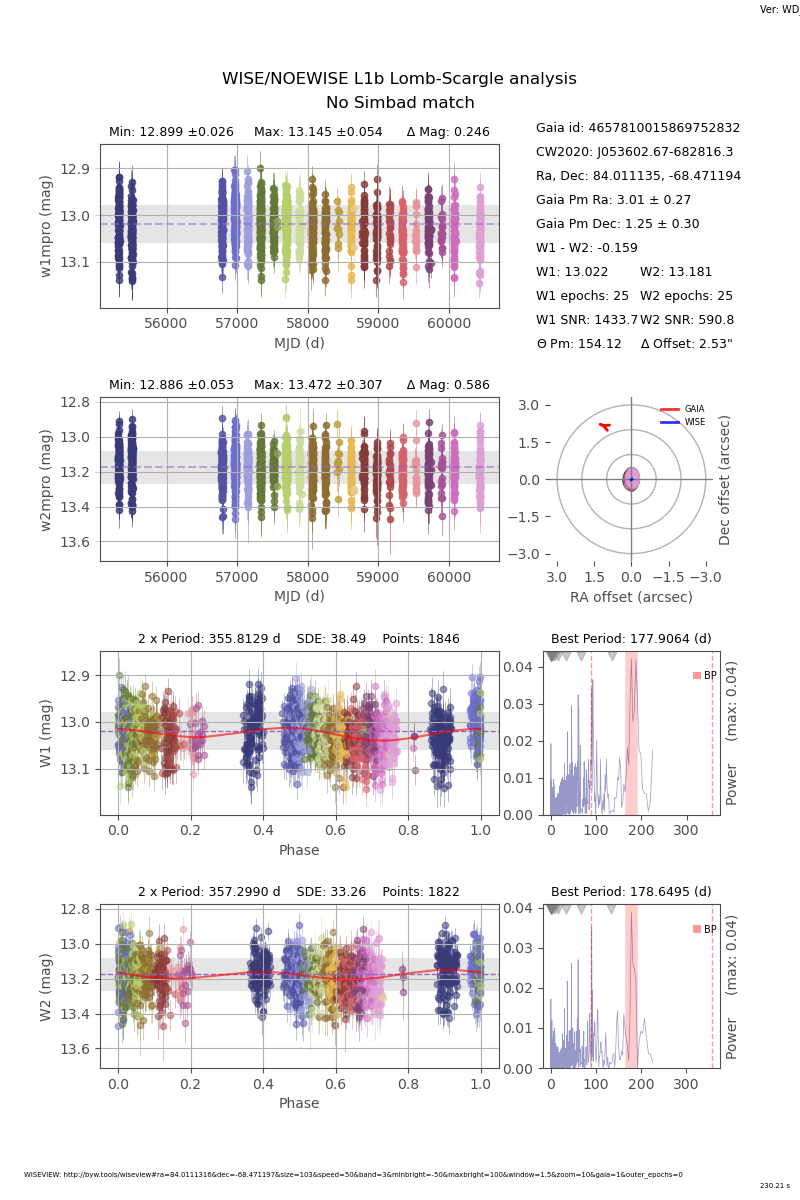 Ver: WD_
WISE/NOEWISE L1b Lomb-Scargle analysis
No Simbad match
Min: 12.899 ±0.026 Max: 13.145 ±0.054 Δ Mag: 0.246
12.9
13.0
13.1
w1mpro (mag)
56000 57000 58000 59000 60000
MJD (d)
Gaia id: 4657810015869752832
CW2020: J053602.67-682816.3
Ra, Dec: 84.011135, -68.471194
Gaia Pm Ra: 3.01 ± 0.27
Gaia Pm Dec: 1.25 ± 0.30
W1 - W2: -0.159
W1: 13.022 W2: 13.181
W1 epochs: 25 W2 epochs: 25
W1 SNR: 1433.7 W2 SNR: 590.8
Θ Pm: 154.12 Δ Offset: 2.53"
Min: 12.886 ±0.053 Max: 13.472 ±0.307 Δ Mag: 0.586
12.8
13.0
13.2
13.4
13.6
w2mpro (mag)
56000 57000 58000 59000 60000
MJD (d)
GAIA
WISE
3.0
1.5
0.0
−1.5
−3.0
Dec offset (arcsec)
3.0 1.5 0.0 −1.5 −3.0
RA offset (arcsec)
2 x Period: 355.8129 d SDE: 38.49 Points: 1846
12.9
13.0
13.1
W1 (mag)
0.0 0.2 0.4 0.6 0.8 1.0
Phase
Best Period: 177.9064 (d)
BP
0.04
0.03
0.02
0.01
0.00
Power (max: 0.04)
0 100 200 300
2 x Period: 357.2990 d SDE: 33.26 Points: 1822
12.8
13.0
13.2
13.4
13.6
W2 (mag)
0.0 0.2 0.4 0.6 0.8 1.0
Phase
Best Period: 178.6495 (d)
BP
0.04
0.03
0.02
0.01
0.00
Power (max: 0.04)
0 100 200 300
WISEVIEW: http://byw.tools/wiseview#ra=84.0111316&dec=-68.471197&size=103&speed=50&band=3&minbright=-50&maxbright=100&window=1.5&zoom=10&gaia=1&outer_epochs=0
230.21 s